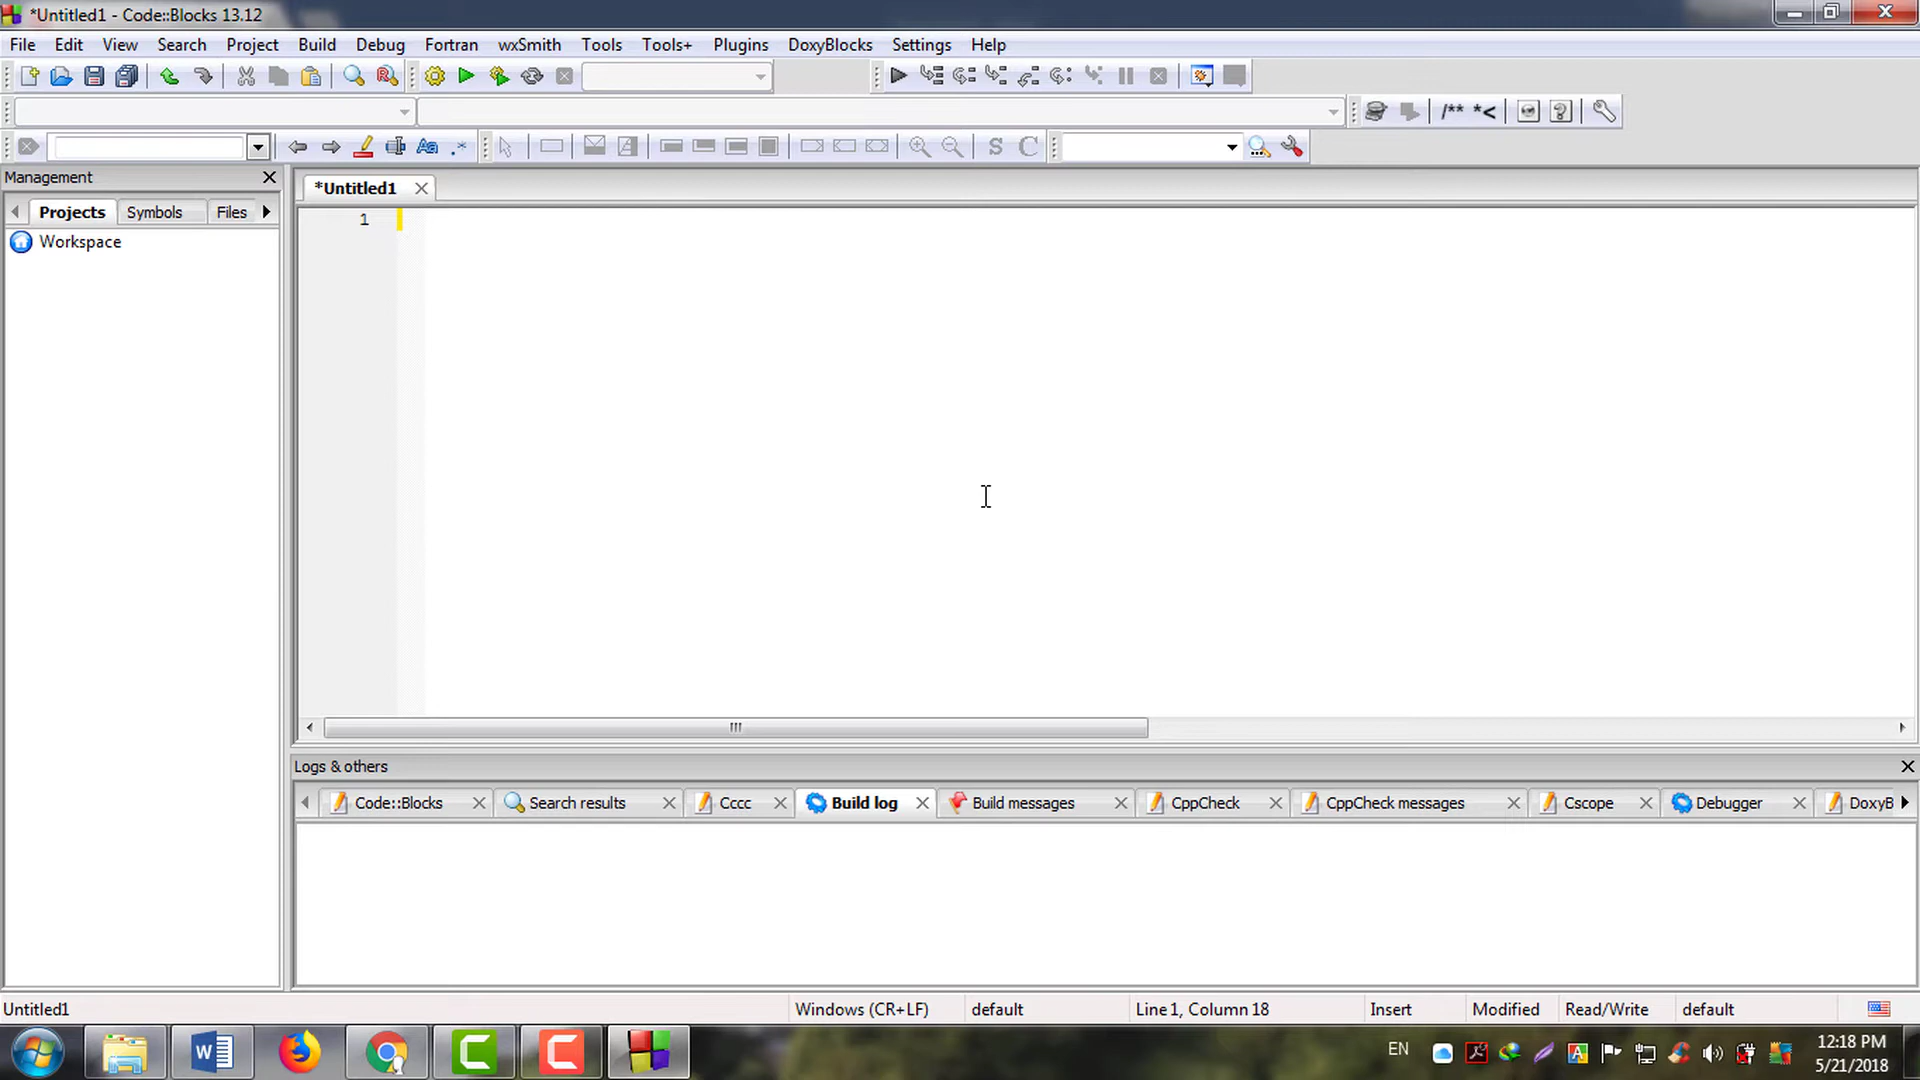 *Untitled1 - Code::Blocks 13.12
File Edit View Search Project Build Debug Fortran wxSmith Tools Tools+ Plugins DoxyBlocks Settings Help
/** *<
Aa .* S C
Management
*Untitled1
Projects Symbols Files
1
Workspace
Logs & others
Code::Blocks Search results Cccc Build log Build messages CppCheck CppCheck messages Cscope Debugger DoxyB
Untitled1 Windows (CR+LF) default Line 1, Column 18 Insert Modified Read/Write default
EN
12:18 PM
5/21/2018